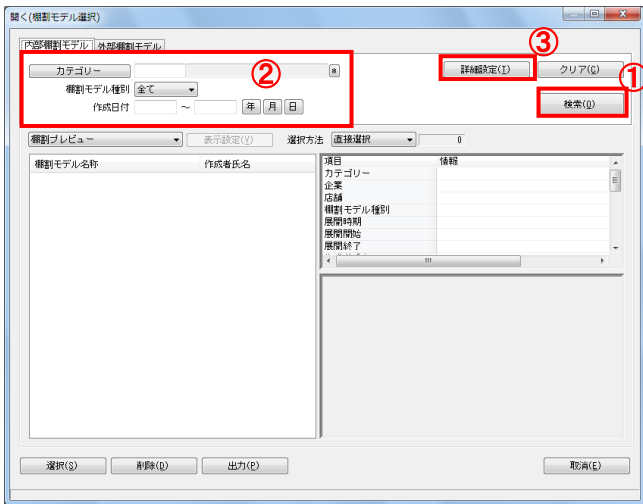 開く(棚割モデル選択)
内部棚割モデル 外部棚割モデル
③
カテゴリー ② * 詳細設定(I) クリア(C) ①
棚割モデル種別 全て 検索(Q)
作成日付 ～ 年 月 日
棚割プレビュー 表示設定(V) 選択方法 直接選択 0
棚割モデル名称 作成者氏名
項目 情報
カテゴリー
企業
店舗
棚割モデル種別
展開時期
展開開始
展開終了
選択(S) 削除(D) 出力(P) 取消(E)